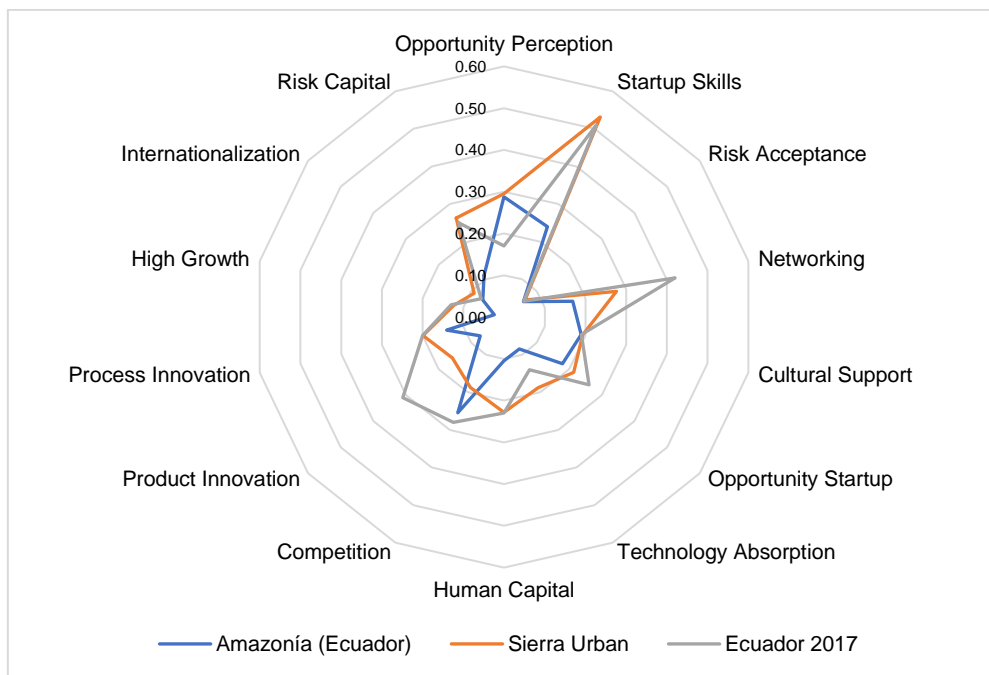 Opportunity Perception
0.60
Risk Capital
Startup Skills
0.50
Internationalization
0.40
Risk Acceptance
0.30
0.20
High Growth
Networking
0.10
0.00
Process Innovation
Cultural Support
Product Innovation
Opportunity Startup
Competition
Technology Absorption
Human Capital
Amazonía (Ecuador)
Sierra Urban
Ecuador 2017